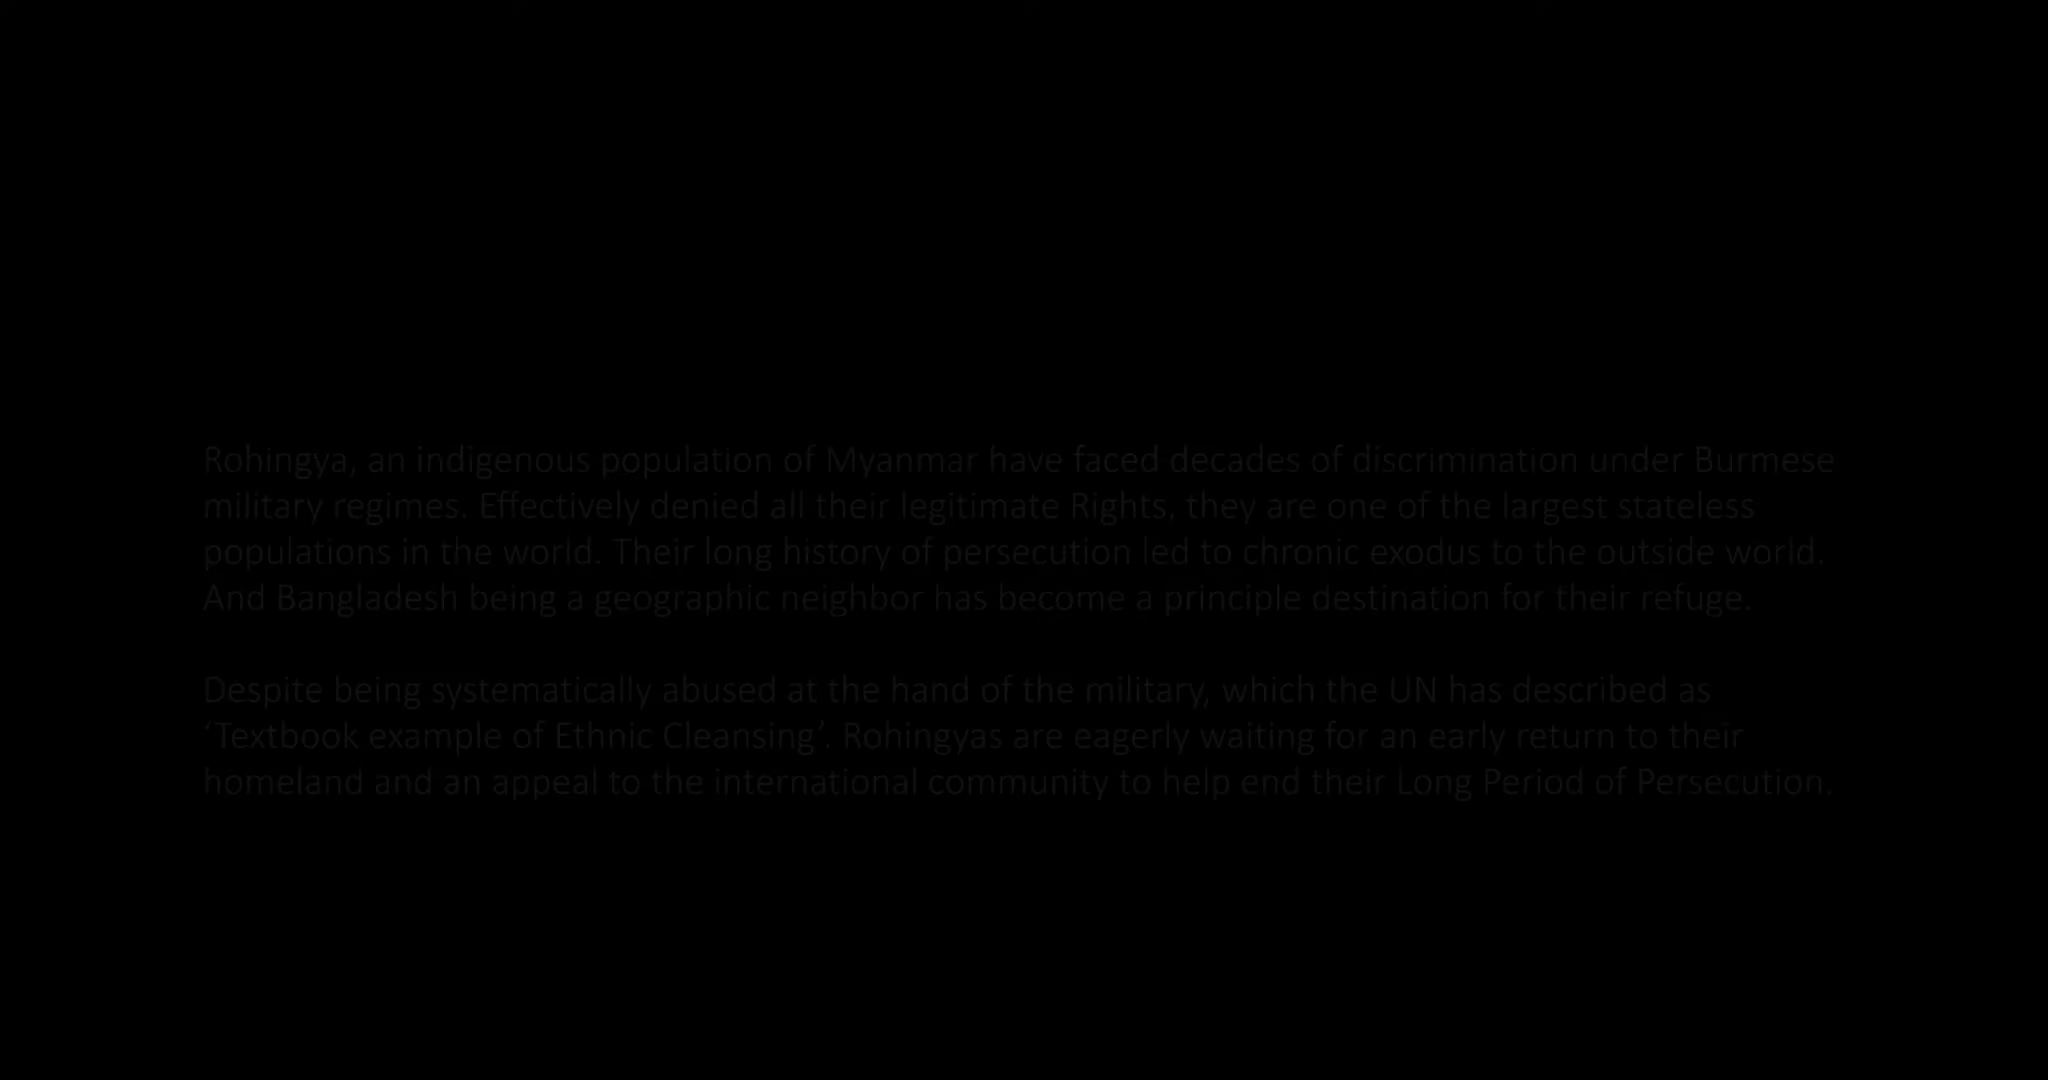 Rohingya, an indigenous population of Myanmar have faced decades of discrimination under Burmese
military regimes. Effectively denied all their legitimate Rights, they are one of the largest stateless
populations in the world. Their long history of persecution led to chronic exodus to the outside world.
And Bangladesh being a geographic neighbor has become a principle destination for their refuge.
Despite being systematically abused at the hand of the military, which the UN has described as
‘Textbook example of Ethnic Cleansing’. Rohingyas are eagerly waiting for an early return to their
homeland and an appeal to the international community to help end their Long Period of Persecution.